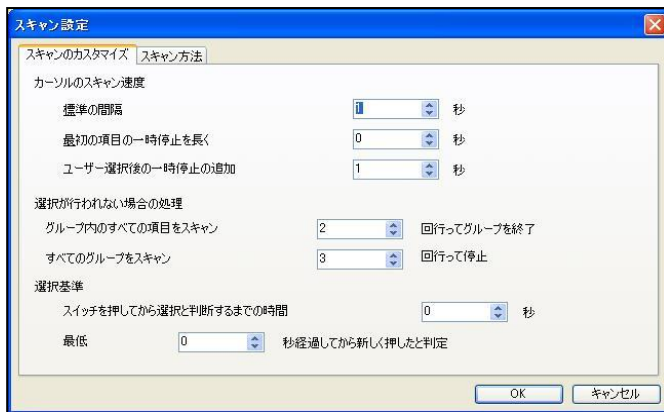 スキャン設定
スキャンのカスタマイズ スキャン方法
カーソルのスキャン速度
標準の間隔 1 秒
最初の項目の一時停止を長く 0 秒
ユーザー選択後の一時停止の追加 1 秒
選択が行われない場合の処理
グループ内のすべての項目をスキャン 2 回行ってグループを終了
すべてのグループをスキャン 3 回行って停止
選択基準
スイッチを押してから選択と判断するまでの時間 0 秒
最低 0 秒経過してから新しく押したと判定
OK キャンセル